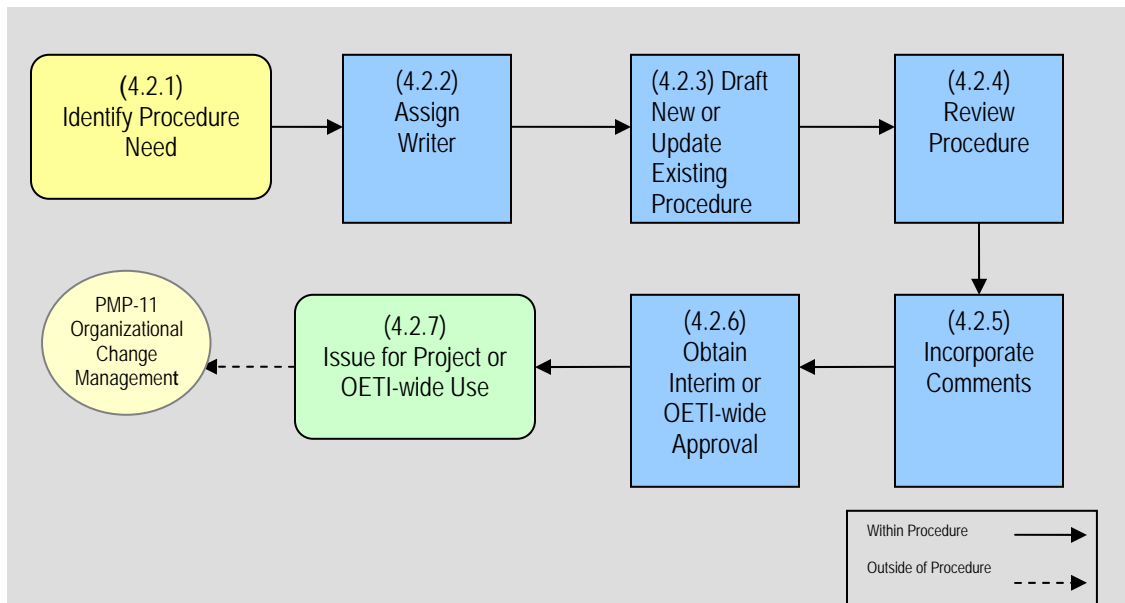 (4.2.1)
Identify Procedure
Need
(4.2.2)
Assign
Writer
(4.2.3) Draft
New or
Update
Existing
Procedure
(4.2.4)
Review
Procedure
PMP-11
Organizational
Change
Management
(4.2.7)
Issue for Project or
OETI-wide Use
(4.2.6)
Obtain
Interim or
OETI-wide
Approval
(4.2.5)
Incorporate
Comments
Within Procedure
Outside of Procedure